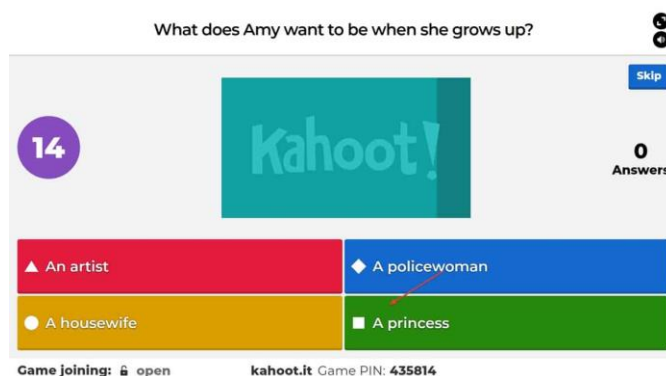 What does Amy want to be when she grows up?
Skip
14
Kahoot!
0
Answers
An artist
A policewoman
A housewife
A princess
Game joining: open kahoot.it Game PIN: 435814